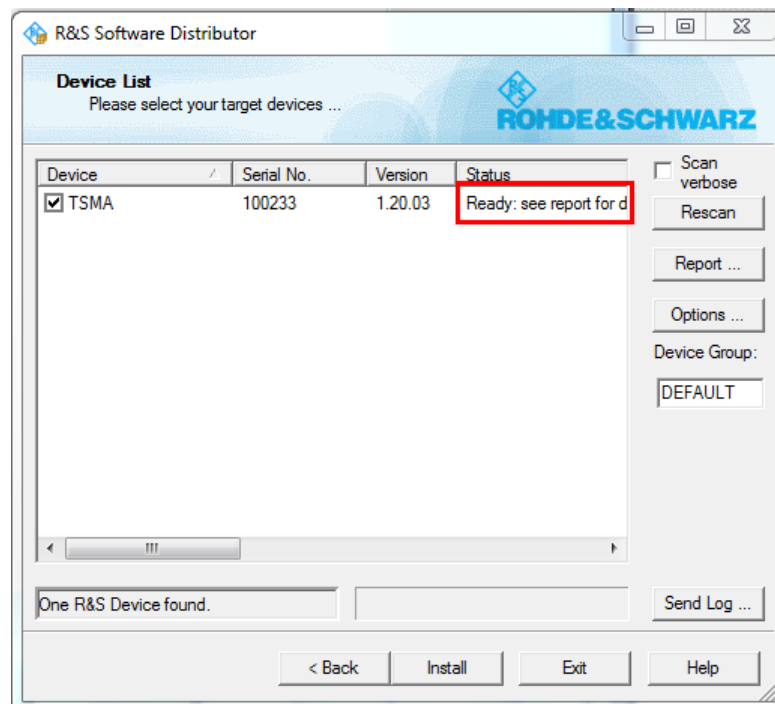 R&S Software Distributor
Device List
Please select your target devices ...
ROHDE&SCHWARZ
Device Serial No. Version Status
TSMA 100233 1.20.03 Ready: see report for d
Scan
verbose
Rescan
Report ...
Options ...
Device Group:
DEFAULT
One R&S Device found.
Send Log ...
< Back Install Exit Help